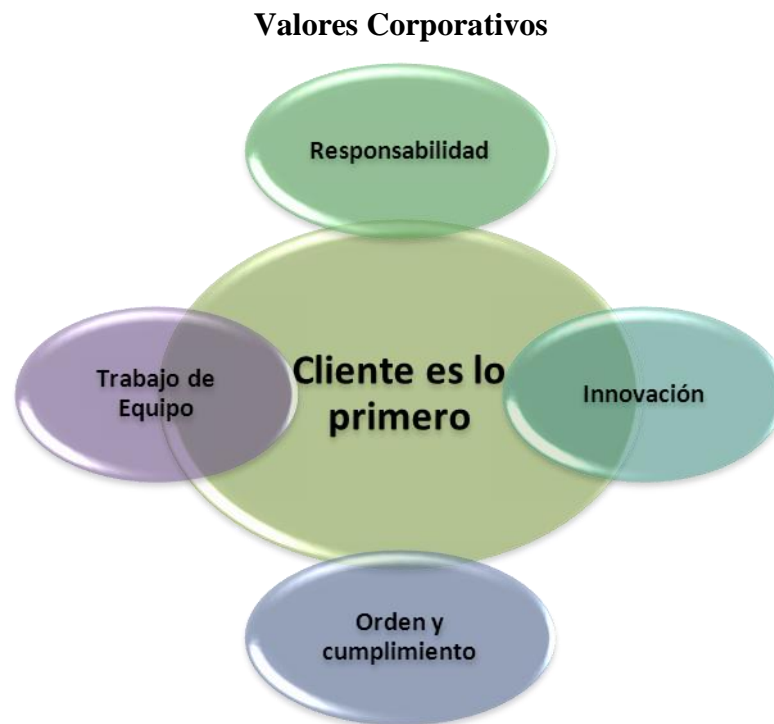 Valores Corporativos
Responsabilidad
Trabajo de
Equipo
Cliente es lo
primero
Innovación
Orden y
cumplimiento